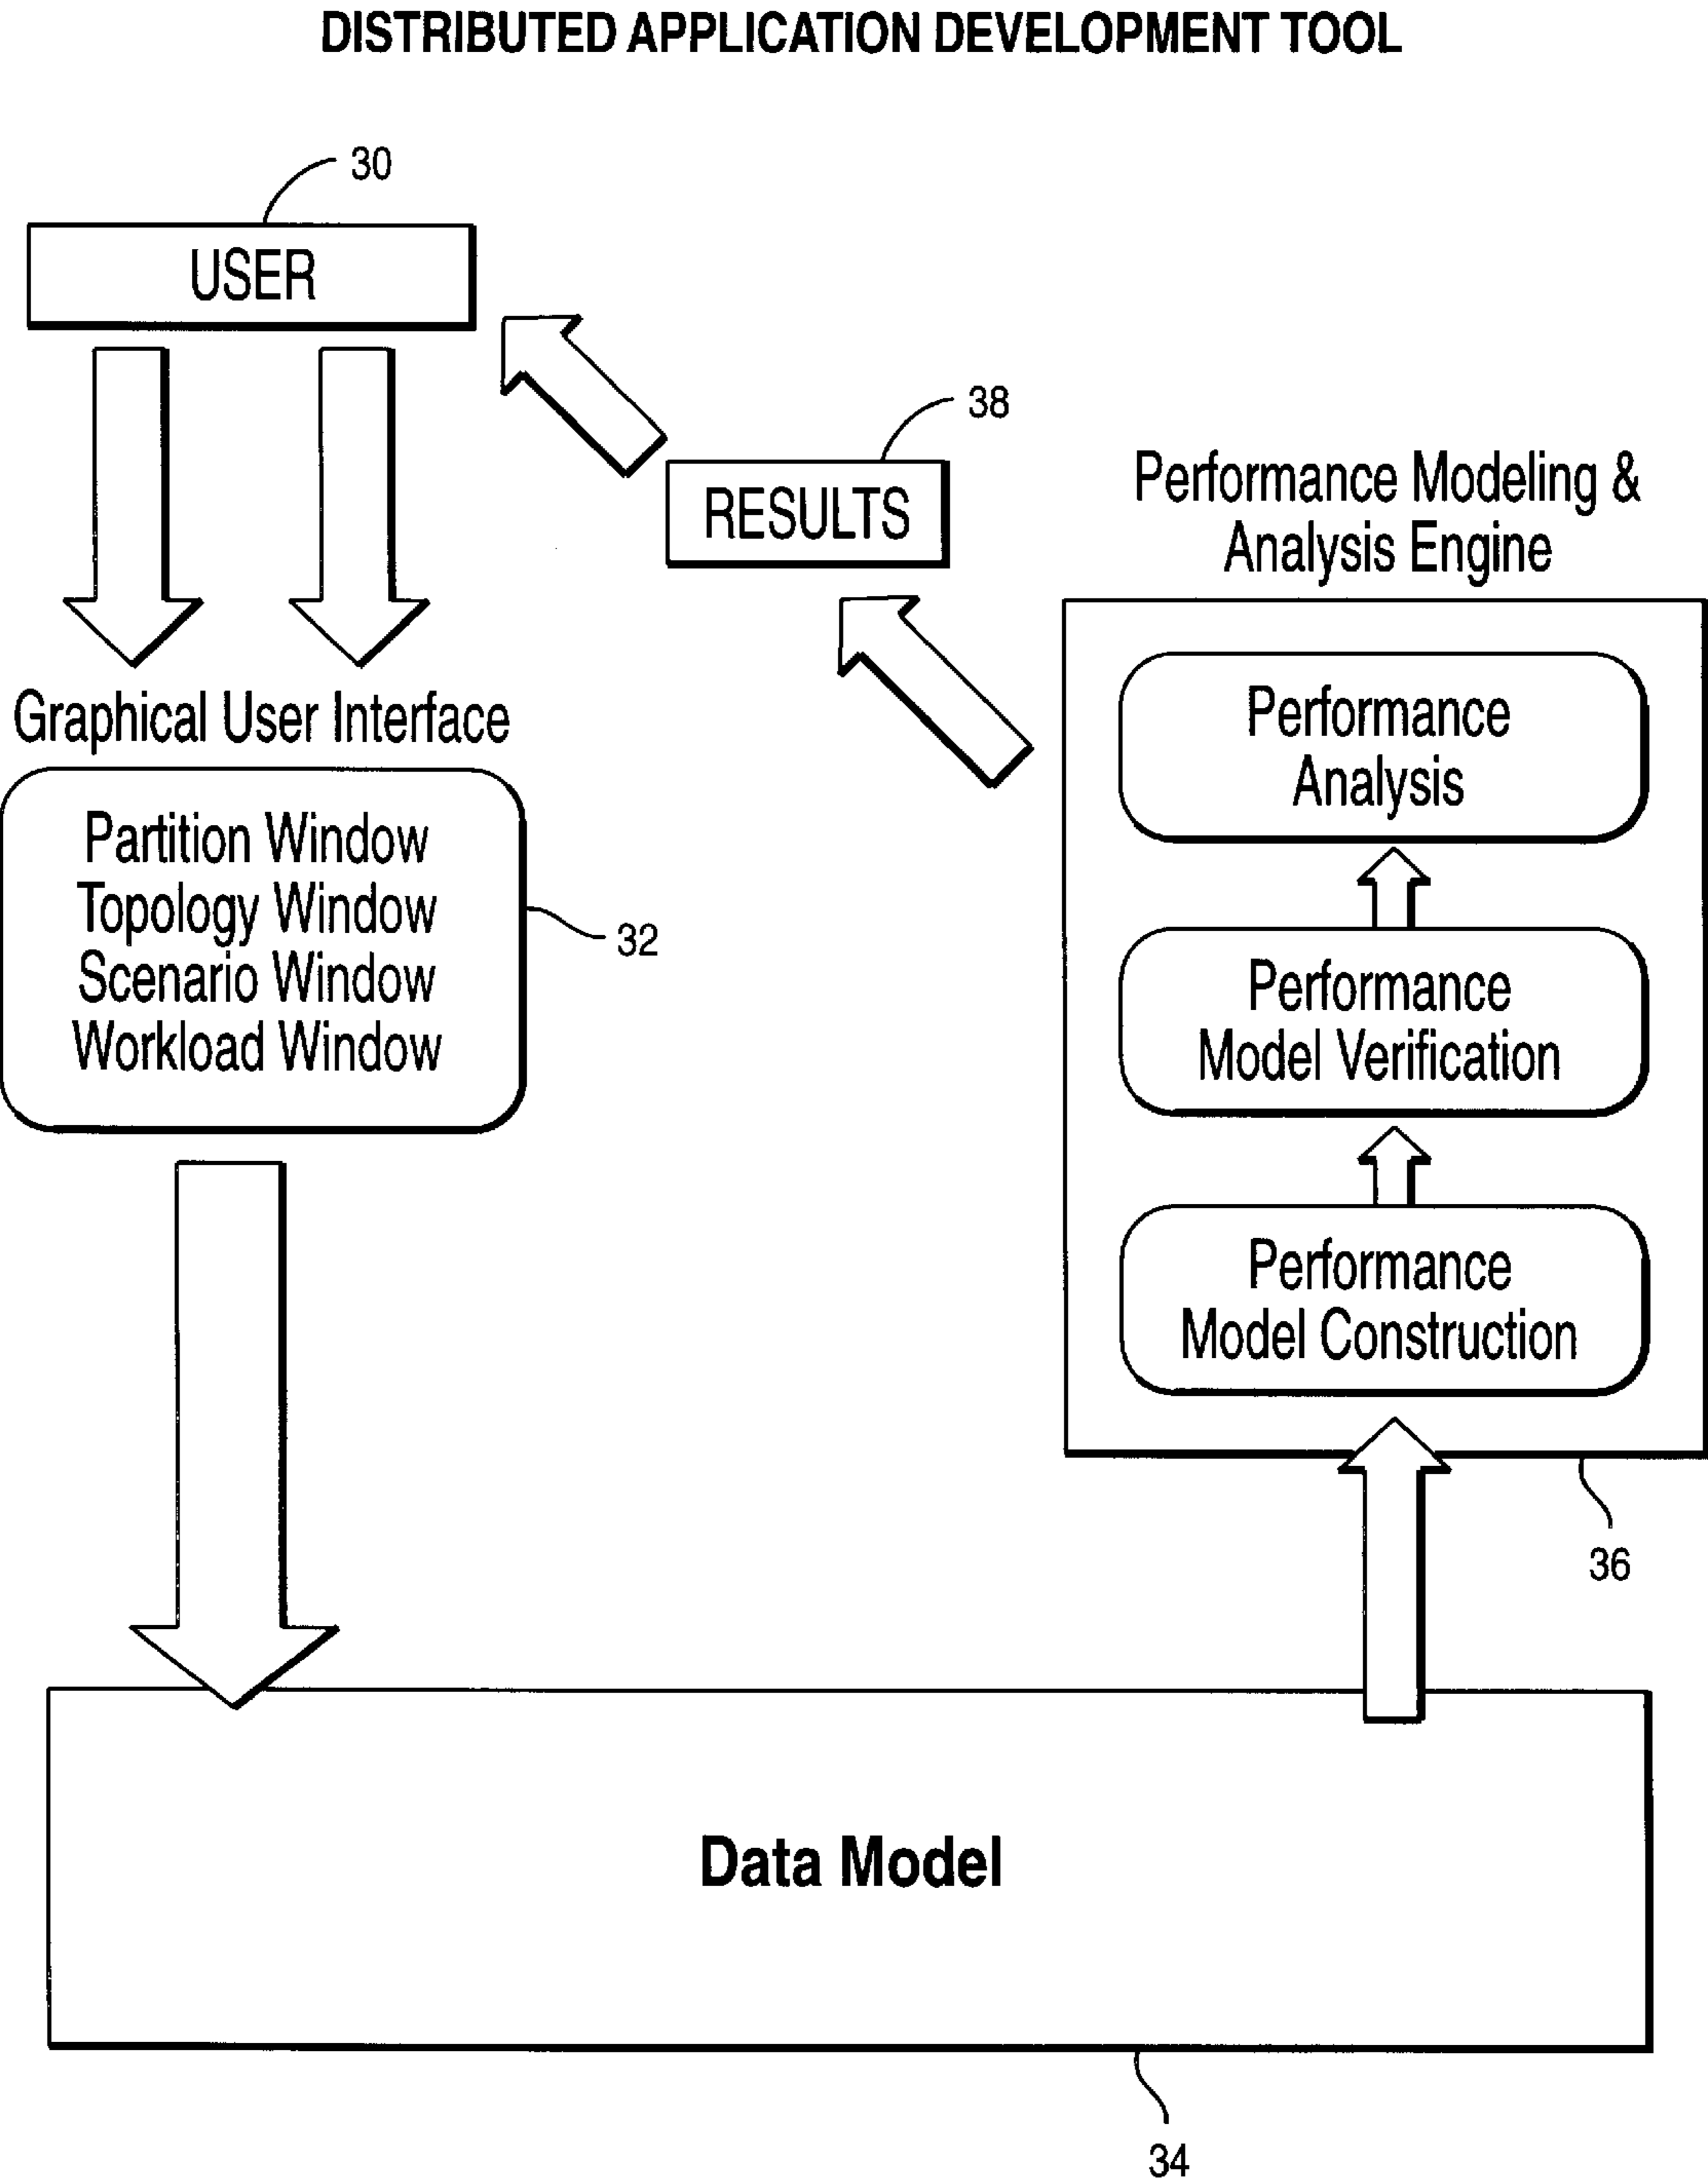 DISTRIBUTED APPLICATION DEVELOPMENT TOOL
30
USER
38
RESULTS
Performance Modeling &
Analysis Engine
Performance
Analysis
Graphical User Interface
Partition Window
Topology Window
Scenario Window
Workload Window
32
Performance
Model Verification
Performance
Model Construction
36
Data Model
34